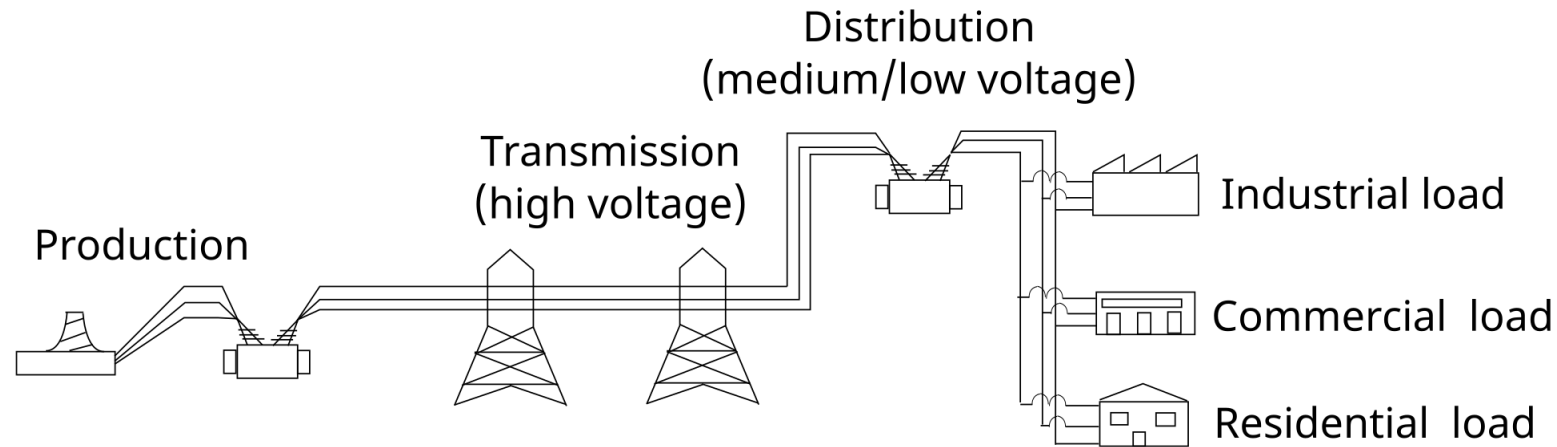 Distribution
(medium/low voltage)
Transmission
(high voltage)
Production
Industrial load
Commercial load
Residential load